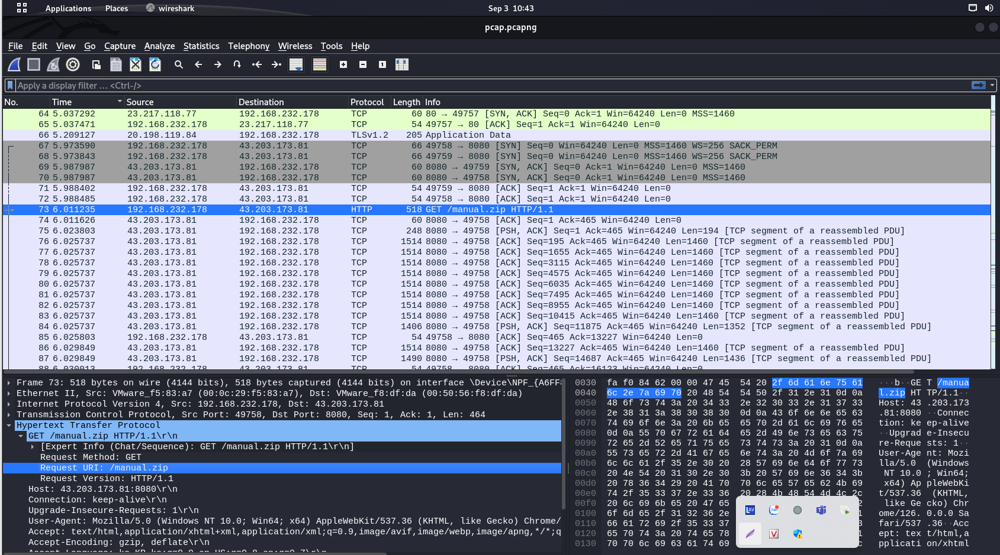 Applications Places wireshark Sep 3 10:43
pcap.pcapng
File Edit View Go Capture Analyze Statistics Telephony Wireless Tools Help
Apply a display filter … <Ctrl-/>
No. Time Source Destination Protocol Length Info
64 5.037292 23.217.118.77 192.168.232.178 TCP 60 80 → 49757 [SYN, ACK] Seq=0 Ack=1 Win=64240 Len=0 MSS=1460
65 5.037471 192.168.232.178 23.217.118.77 TCP 54 49757 → 80 [ACK] Seq=1 Ack=1 Win=64240 Len=0
66 5.209127 20.198.119.84 192.168.232.178 TLSv1.2 205 Application Data
67 5.973590 192.168.232.178 43.203.173.81 TCP 66 49758 → 8080 [SYN] Seq=0 Win=64240 Len=0 MSS=1460 WS=256 SACK_PERM
68 5.973843 192.168.232.178 43.203.173.81 TCP 66 49759 → 8080 [SYN] Seq=0 Win=64240 Len=0 MSS=1460 WS=256 SACK_PERM
69 5.987987 43.203.173.81 192.168.232.178 TCP 60 8080 → 49759 [SYN, ACK] Seq=0 Ack=1 Win=64240 Len=0 MSS=1460
70 5.987987 43.203.173.81 192.168.232.178 TCP 60 8080 → 49758 [SYN, ACK] Seq=0 Ack=1 Win=64240 Len=0 MSS=1460
71 5.988402 192.168.232.178 43.203.173.81 TCP 54 49759 → 8080 [ACK] Seq=1 Ack=1 Win=64240 Len=0
72 5.988485 192.168.232.178 43.203.173.81 TCP 54 49758 → 8080 [ACK] Seq=1 Ack=1 Win=64240 Len=0
73 6.011235 192.168.232.178 43.203.173.81 HTTP 518 GET /manual.zip HTTP/1.1
74 6.011626 43.203.173.81 192.168.232.178 TCP 60 8080 → 49758 [ACK] Seq=1 Ack=465 Win=64240 Len=0
75 6.023803 43.203.173.81 192.168.232.178 TCP 248 8080 → 49758 [PSH, ACK] Seq=1 Ack=465 Win=64240 Len=194 [TCP segment of a reassembled PDU]
76 6.025737 43.203.173.81 192.168.232.178 TCP 1514 8080 → 49758 [ACK] Seq=195 Ack=465 Win=64240 Len=1460 [TCP segment of a reassembled PDU]
77 6.025737 43.203.173.81 192.168.232.178 TCP 1514 8080 → 49758 [ACK] Seq=1655 Ack=465 Win=64240 Len=1460 [TCP segment of a reassembled PDU]
78 6.025737 43.203.173.81 192.168.232.178 TCP 1514 8080 → 49758 [ACK] Seq=3115 Ack=465 Win=64240 Len=1460 [TCP segment of a reassembled PDU]
79 6.025737 43.203.173.81 192.168.232.178 TCP 1514 8080 → 49758 [ACK] Seq=4575 Ack=465 Win=64240 Len=1460 [TCP segment of a reassembled PDU]
80 6.025737 43.203.173.81 192.168.232.178 TCP 1514 8080 → 49758 [ACK] Seq=6035 Ack=465 Win=64240 Len=1460 [TCP segment of a reassembled PDU]
81 6.025737 43.203.173.81 192.168.232.178 TCP 1514 8080 → 49758 [ACK] Seq=7495 Ack=465 Win=64240 Len=1460 [TCP segment of a reassembled PDU]
82 6.025737 43.203.173.81 192.168.232.178 TCP 1514 8080 → 49758 [ACK] Seq=8955 Ack=465 Win=64240 Len=1460 [TCP segment of a reassembled PDU]
83 6.025737 43.203.173.81 192.168.232.178 TCP 1514 8080 → 49758 [ACK] Seq=10415 Ack=465 Win=64240 Len=1460 [TCP segment of a reassembled PDU]
84 6.025737 43.203.173.81 192.168.232.178 TCP 1406 8080 → 49758 [PSH, ACK] Seq=11875 Ack=465 Win=64240 Len=1352 [TCP segment of a reassembled PDU]
85 6.025803 192.168.232.178 43.203.173.81 TCP 54 49758 → 8080 [ACK] Seq=465 Ack=13227 Win=64240 Len=0
86 6.029849 43.203.173.81 192.168.232.178 TCP 1514 8080 → 49758 [ACK] Seq=13227 Ack=465 Win=64240 Len=1460 [TCP segment of a reassembled PDU]
87 6.029849 43.203.173.81 192.168.232.178 TCP 1490 8080 → 49758 [PSH, ACK] Seq=14687 Ack=465 Win=64240 Len=1436 [TCP segment of a reassembled PDU]
88 6.030013 192.168.232.178 43.203.173.81 TCP 54 49758 → 8080 [ACK] Seq=465 Ack=16123 Win=64240 Len=0
Frame 73: 518 bytes on wire (4144 bits), 518 bytes captured (4144 bits) on interface \Device\NPF_{A6FF8
Ethernet II, Src: VMware_f5:83:a7 (00:0c:29:f5:83:a7), Dst: VMware_f8:df:da (00:50:56:f8:df:da)
Internet Protocol Version 4, Src: 192.168.232.178, Dst: 43.203.173.81
Transmission Control Protocol, Src Port: 49758, Dst Port: 8080, Seq: 1, Ack: 1, Len: 464
Hypertext Transfer Protocol
GET /manual.zip HTTP/1.1\r\n
[Expert Info (Chat/Sequence): GET /manual.zip HTTP/1.1\r\n]
Request Method: GET
Request URI: /manual.zip
Request Version: HTTP/1.1
Host: 43.203.173.81:8080\r\n
Connection: keep-alive\r\n
Upgrade-Insecure-Requests: 1\r\n
User-Agent: Mozilla/5.0 (Windows NT 10.0; Win64; x64) AppleWebKit/537.36 (KHTML, like Gecko) Chrome/
Accept: text/html,application/xhtml+xml,application/xml;q=0.9,image/avif,image/webp,image/apng,*/*;q
Accept-Encoding: gzip, deflate\r\n
Accept-Language: ko-KR,ko;q=0.9,en-US;q=0.8,en;q=0.7\r\n
0030 fa f0 84 62 00 00 47 45 54 20 2f 6d 61 6e 75 61 ···b··GE T /manua
0040 6c 2e 7a 69 70 20 48 54 54 50 2f 31 2e 31 0d 0a l.zip HT TP/1.1··
0050 48 6f 73 74 3a 20 34 33 2e 32 30 33 2e 31 37 33 Host: 43 .203.173
0060 2e 38 31 3a 38 30 38 30 0d 0a 43 6f 6e 6e 65 63 .81:8080 ··Connec
0070 74 69 6f 6e 3a 20 6b 65 65 70 2d 61 6c 69 76 65 tion: ke ep-alive
0080 0d 0a 55 70 67 72 61 64 65 2d 49 6e 73 65 63 75 ··Upgrad e-Insecu
0090 72 65 2d 52 65 71 75 65 73 74 73 3a 20 31 0d 0a re-Reque sts: 1··
00a0 55 73 65 72 2d 41 67 65 6e 74 3a 20 4d 6f 7a 69 User-Age nt: Mozi
00b0 6c 6c 61 2f 35 2e 30 20 28 57 69 6e 64 6f 77 73 lla/5.0 (Windows
00c0 20 4e 54 20 31 30 2e 30 3b 20 57 69 6e 36 34 3b NT 10.0 ; Win64;
00d0 20 78 36 34 29 20 41 70 70 6c 65 57 65 62 4b 69 x64) Ap pleWebKi
00e0 74 2f 35 33 37 2e 33 36 20 28 4b 48 54 4d 4c 2c t/537.36 (KHTML,
00f0 20 6c 69 6b 65 20 47 65 2 like Ge cko) Chr
0100 6f 6d 65 2f 31 32 36 2e 1 ome/126. 0.0.0 Sa
0110 66 61 72 69 2f 35 33 37 3 fari/537 .36··Acc
0120 65 70 74 3a 20 74 65 78 1 ept: tex t/html,a
0130 70 70 6c 69 63 61 74 69 c pplicati on/xhtml
LAV Zalo